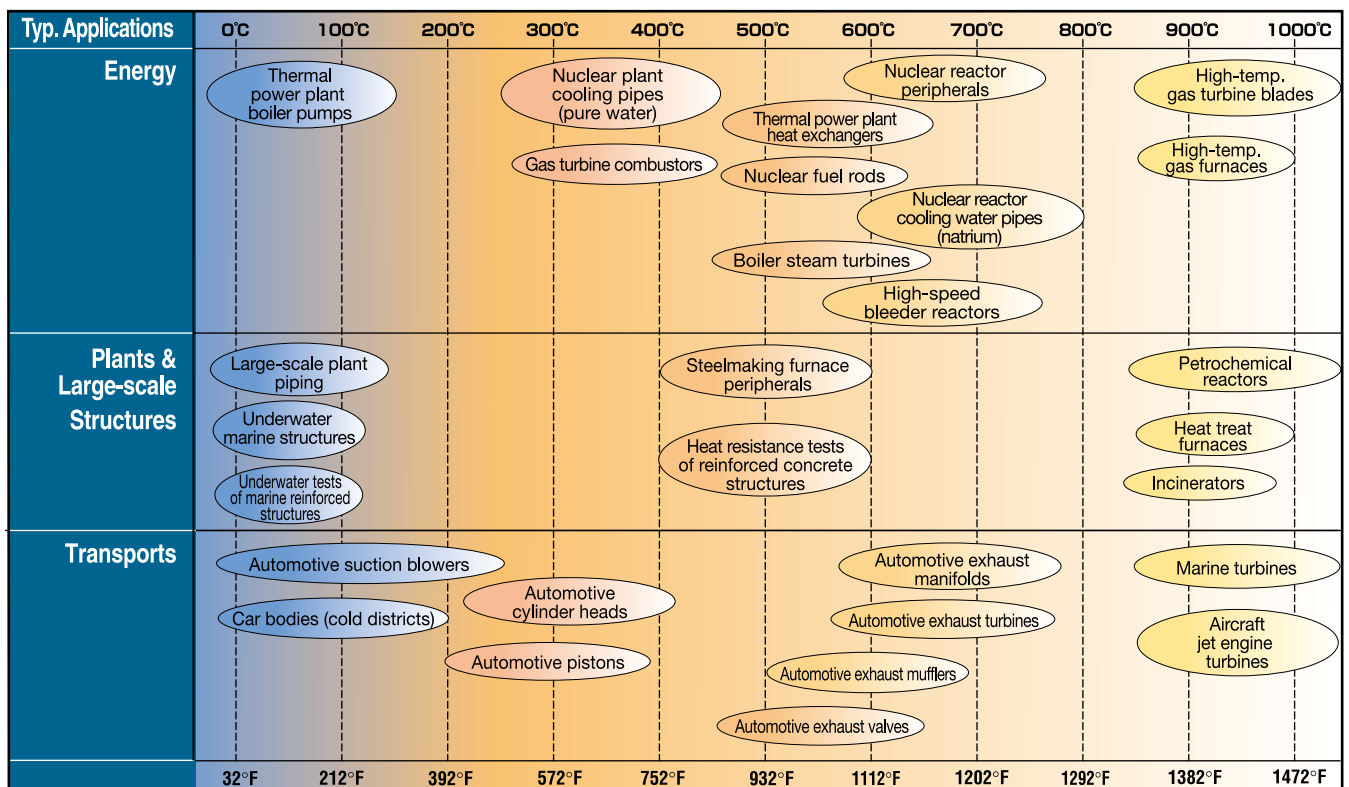 Typ. Applications
0°C 100°C 200°C 300°C 400°C 500°C 600°C 700°C 800°C 900°C 1000°C
Energy
Thermal
power plant
boiler pumps
Nuclear plant
cooling pipes
(pure water)
Nuclear reactor
peripherals
High-temp.
gas turbine blades
Thermal power plant
heat exchangers
Gas turbine combustors
Nuclear fuel rods
High-temp.
gas furnaces
Nuclear reactor
cooling water pipes
(natrium)
Boiler steam turbines
High-speed
bleeder reactors
Plants &
Large-scale
Structures
Large-scale plant
piping
Steelmaking furnace
peripherals
Petrochemical
reactors
Underwater
marine structures
Heat resistance tests
of reinforced concrete
structures
Heat treat
furnaces
Underwater tests
of marine reinforced
structures
Incinerators
Transports
Automotive suction blowers
Automotive exhaust
manifolds
Marine turbines
Automotive
cylinder heads
Car bodies (cold districts)
Automotive exhaust turbines
Aircraft
jet engine
turbines
Automotive pistons
Automotive exhaust mufflers
Automotive exhaust valves
32°F 212°F 392°F 572°F 752°F 932°F 1112°F 1202°F 1292°F 1382°F 1472°F